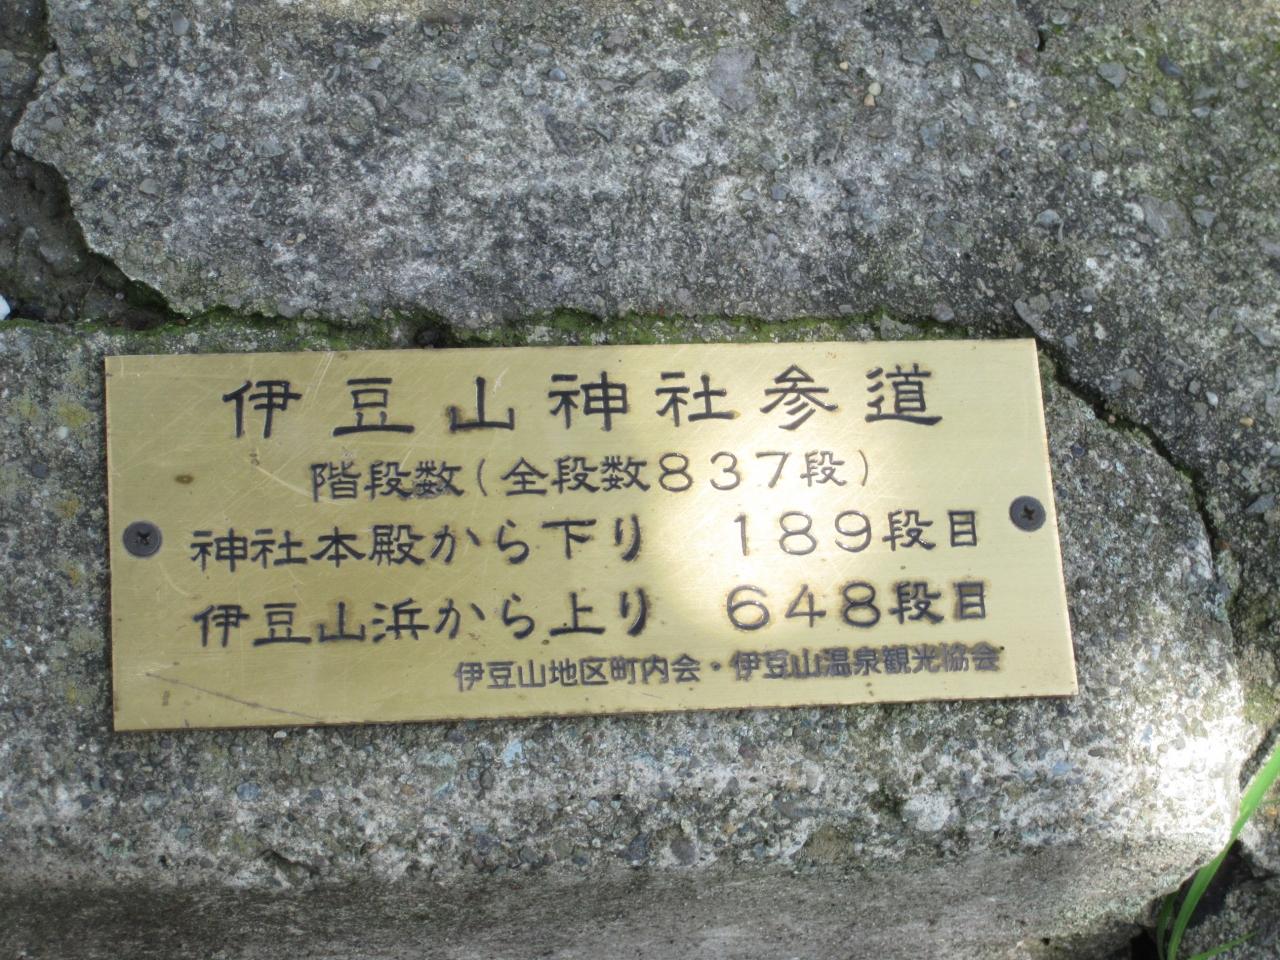 伊豆山神社参道
階段数(全段数837段)
神社本殿から下り 189段目
伊豆山浜から上り 648段目
伊豆山地区町内会・伊豆山温泉観光協会